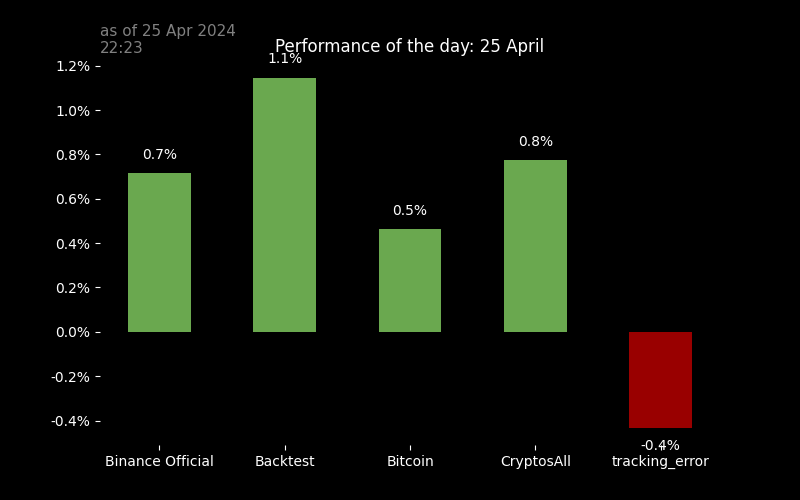 as of 25 Apr 2024
22:23
Performance of the day: 25 April
1.2%
1.0%
0.8%
0.6%
0.4%
0.2%
0.0%
-0.2%
-0.4%
0.7%
1.1%
0.5%
0.8%
-0.4%
Binance Official
Backtest
Bitcoin
CryptosAll
tracking_error